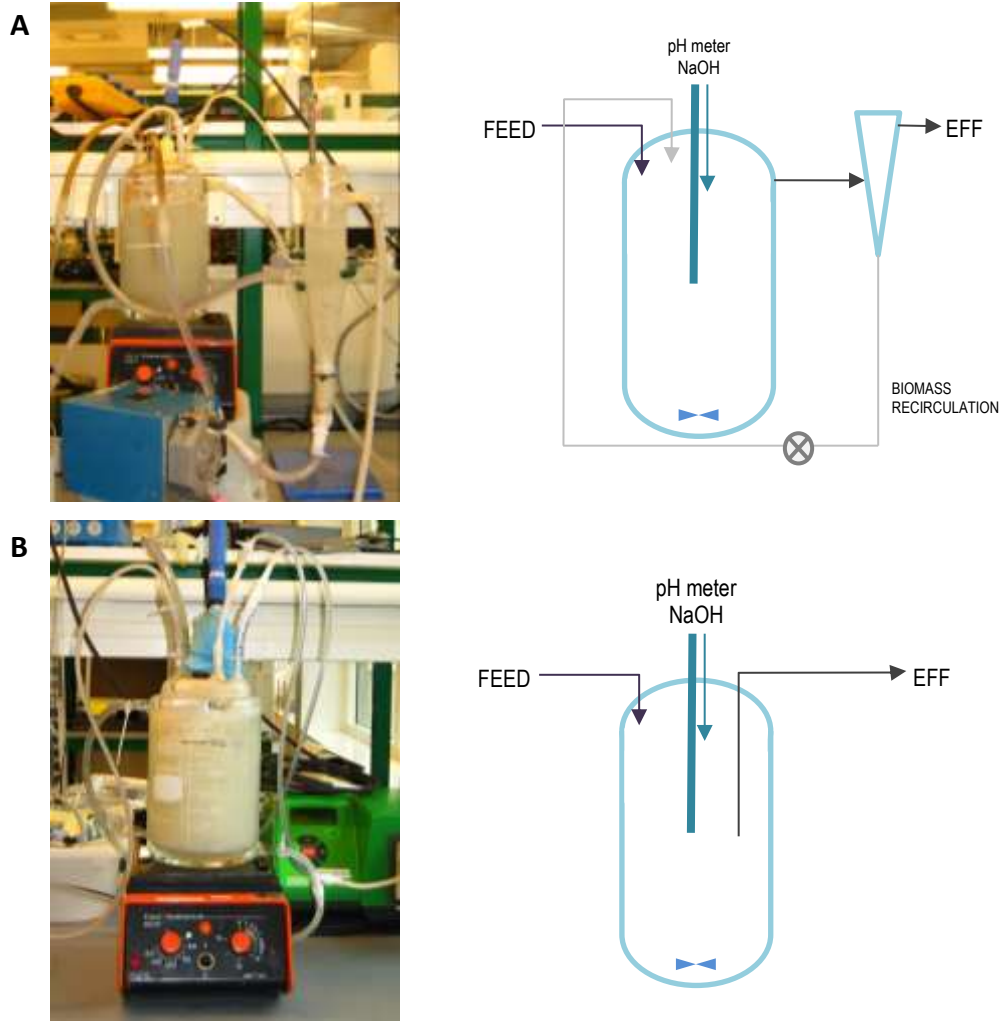 A
pH meter
NaOH
FEED
EFF
BIOMASS
RECIRCULATION
B
pH meter
NaOH
FEED
EFF